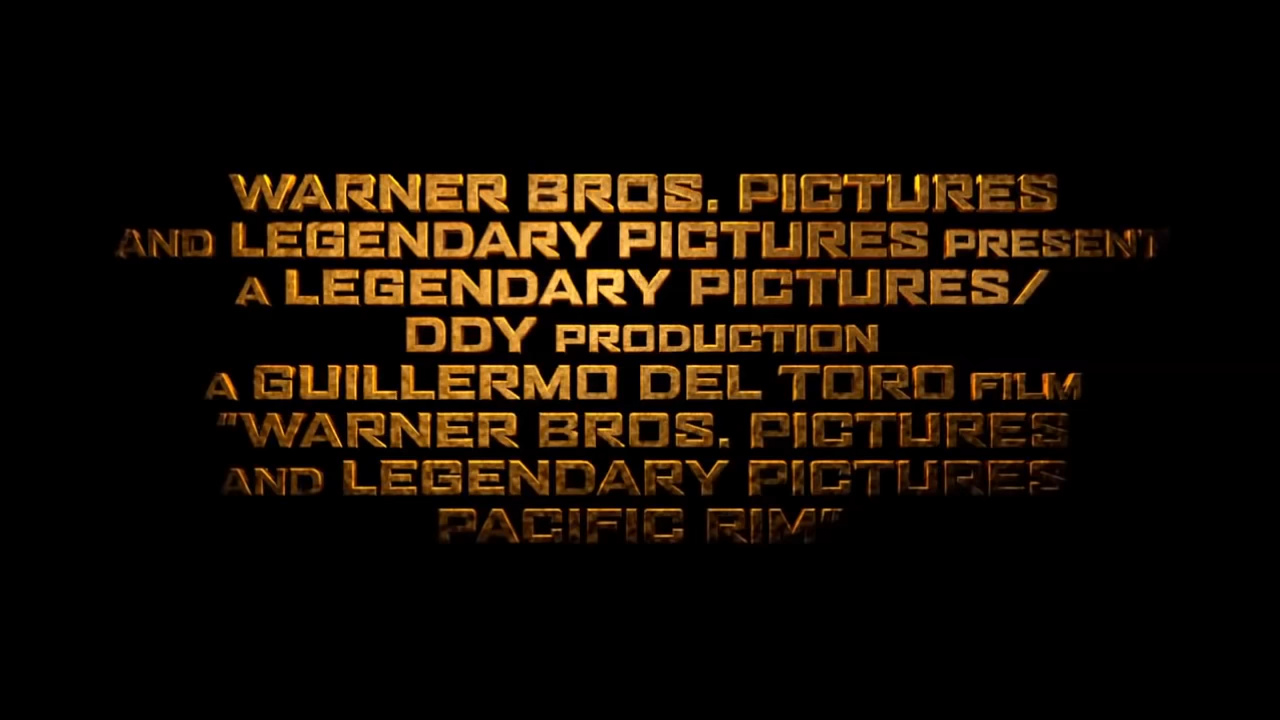 WARNER BROS. PICTURES
AND LEGENDARY PICTURES PRESENT
A LEGENDARY PICTURES/
DDY PRODUCTION
A GUILLERMO DEL TORO FILM
"WARNER BROS. PICTURES
AND LEGENDARY PICTURES
PACIFIC RIM"